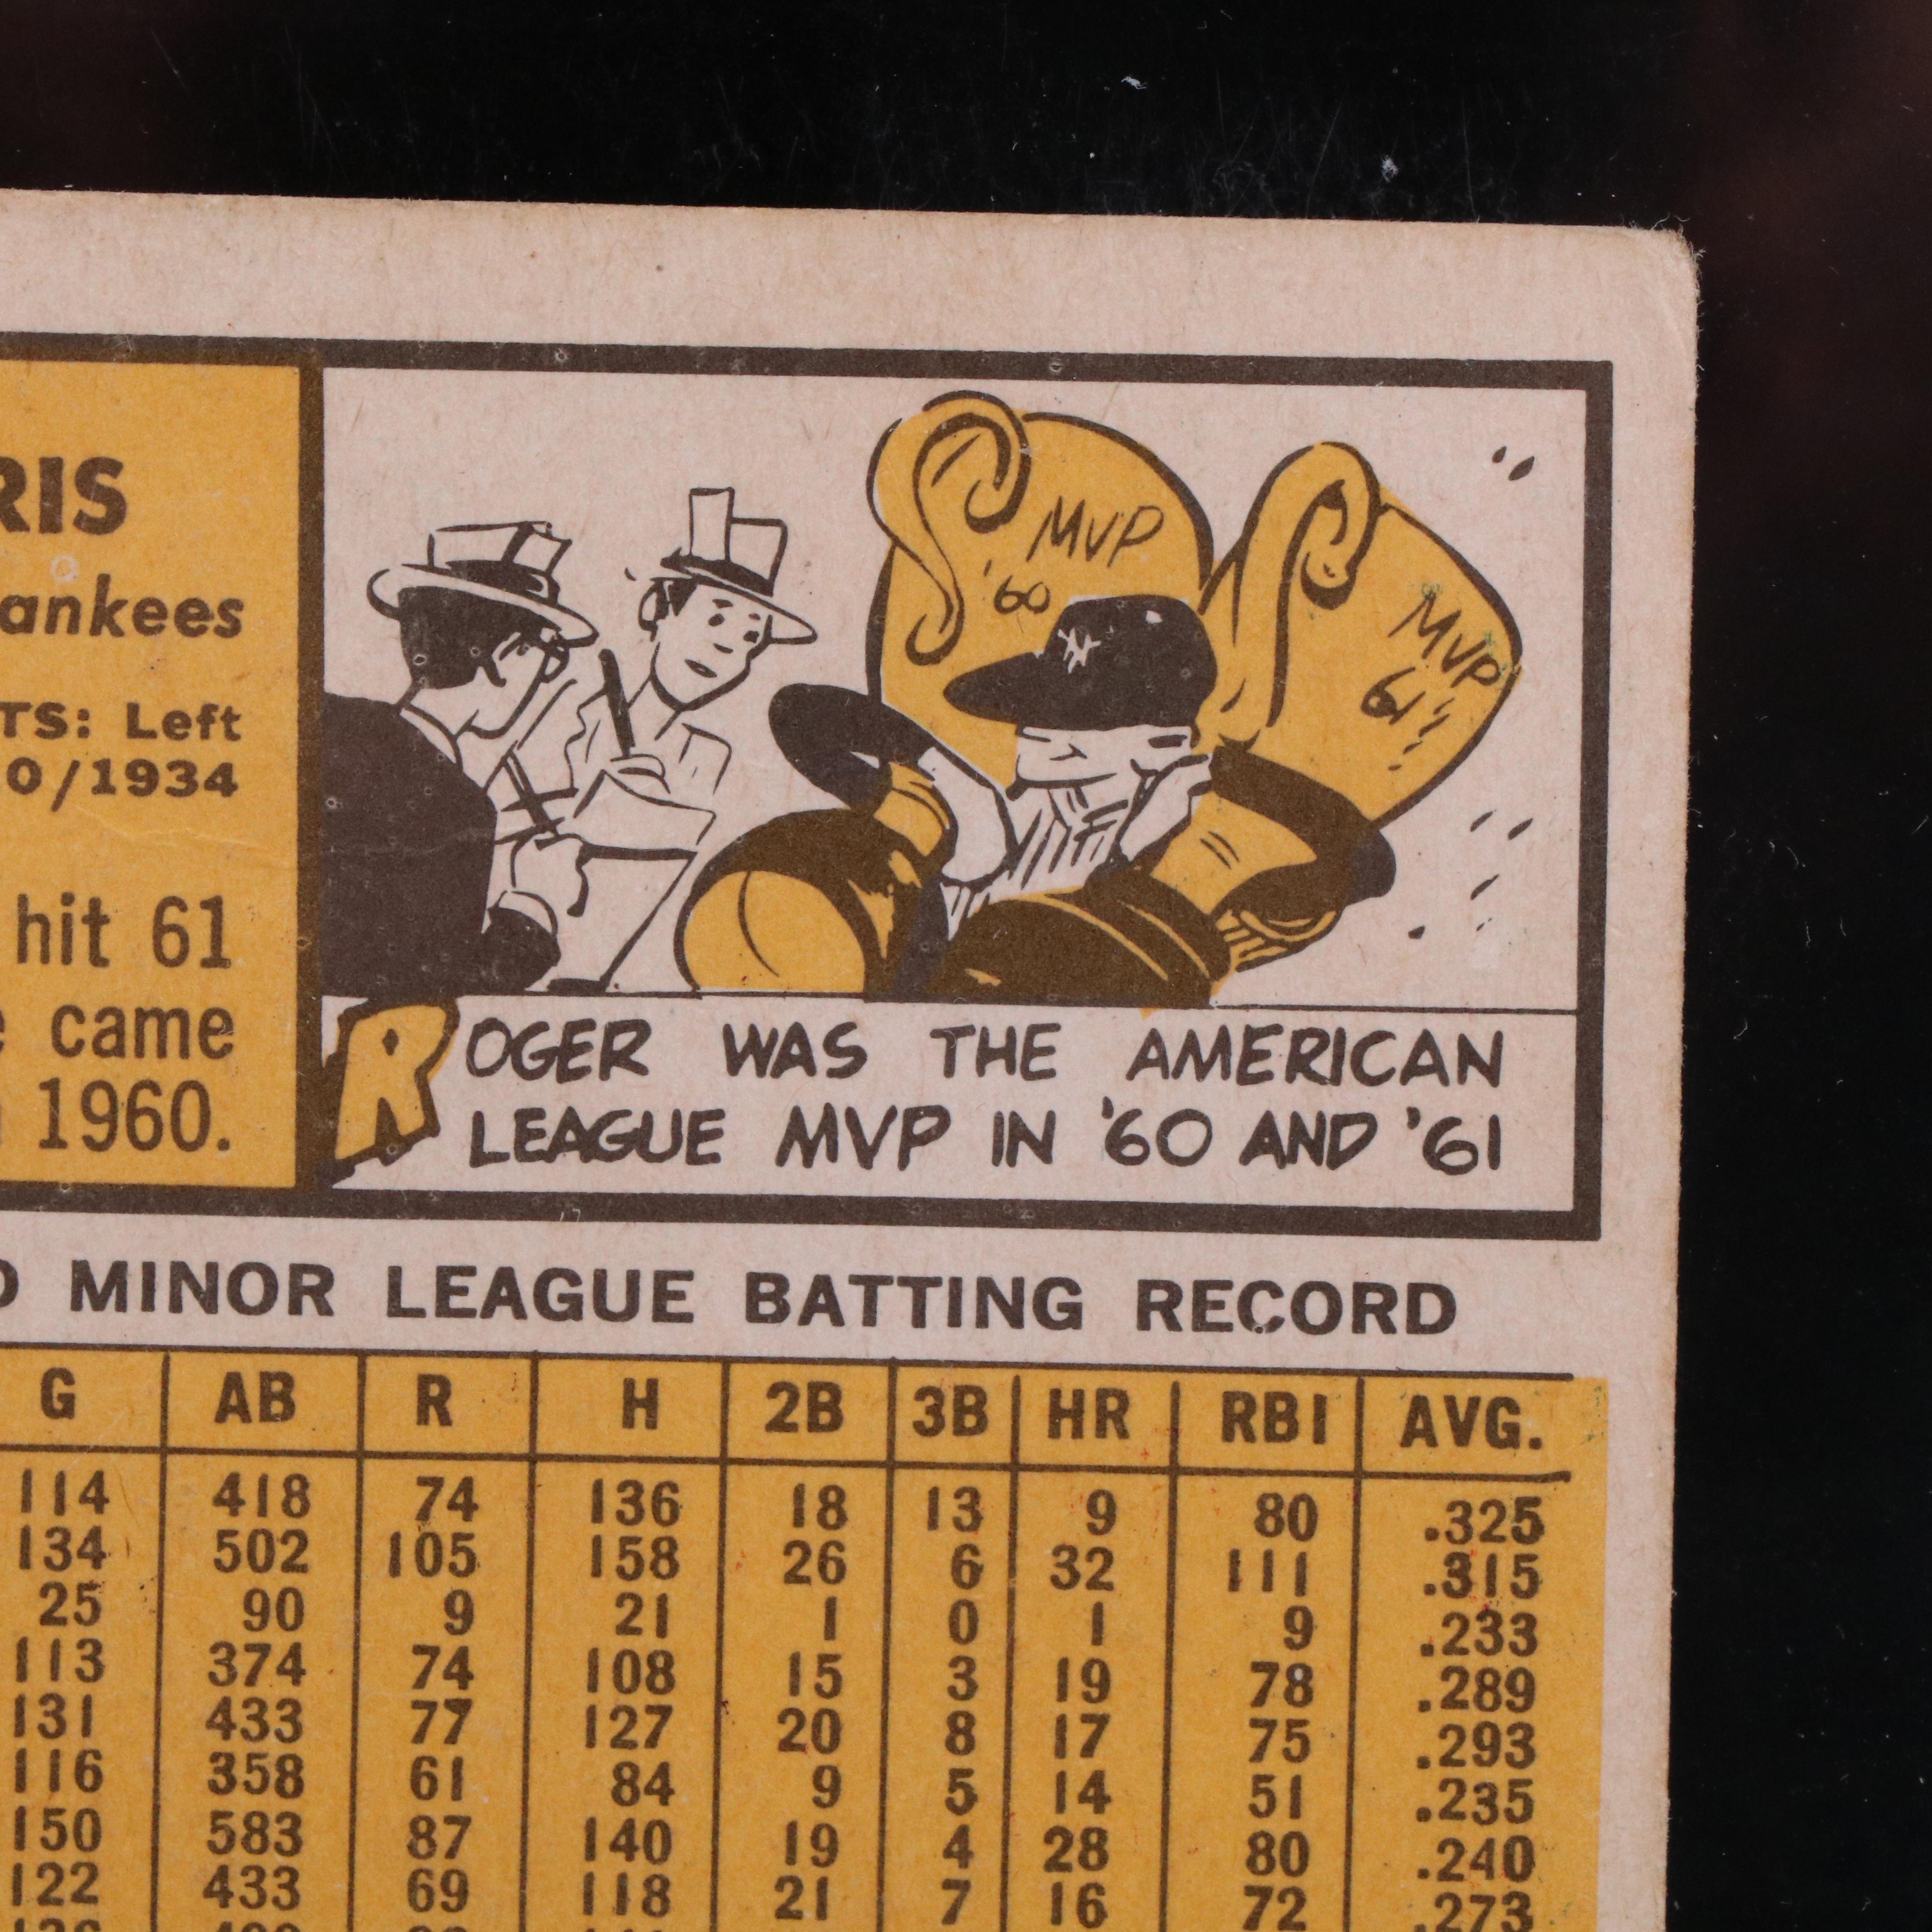 RIS
ankees
TS: Left
0/1934
hit 61
came
1960.
MVP
'60
MVP
61!!
NY
ROGER WAS THE AMERICAN
LEAGUE MVP IN '60 AND '61
MINOR LEAGUE BATTING RECORD
G AB R H 2B 3B HR RBI AVG.
114 418 74 136 18 13 9 80 .325
134 502 105 158 26 6 32 111 .315
25 90 9 21 1 0 1 9 .233
113 374 74 108 15 3 19 78 .289
131 433 77 127 20 8 17 75 .293
116 358 61 84 9 5 14 51 .235
150 583 87 140 19 4 28 80 .240
122 433 69 118 21 7 16 72 .273